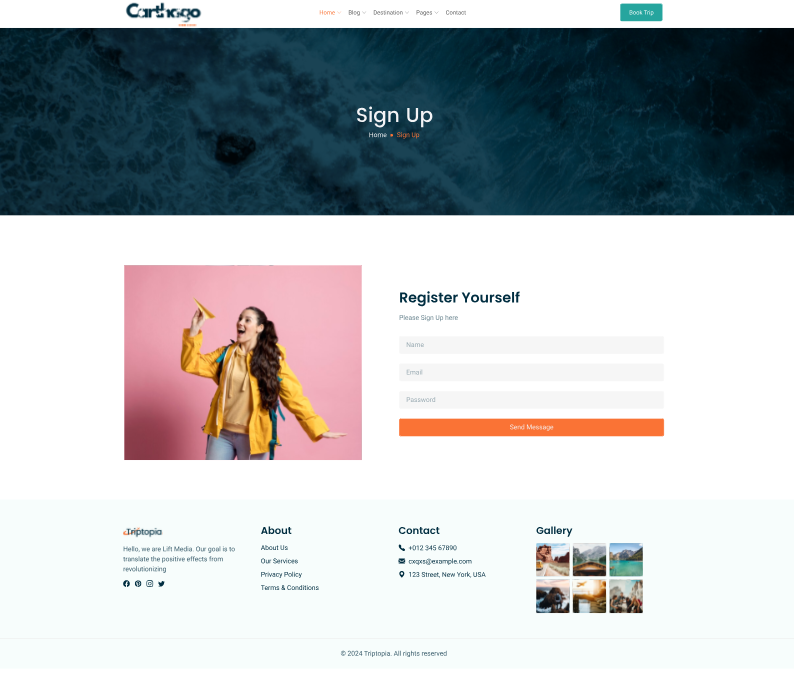 Carthago
Home Blog Destination Pages Contact
Book Trip
Sign Up
Home Sign Up
Register Yourself
Please Sign Up here
Name
Email
Password
Send Message
Triptopia
Hello, we are Lift Media. Our goal is to
translate the positive effects from
revolutionizing
About
About Us
Our Services
Privacy Policy
Terms & Conditions
Contact
+012 345 67890
cxqxs@example.com
123 Street, New York, USA
Gallery
© 2024 Triptopia. All rights reserved